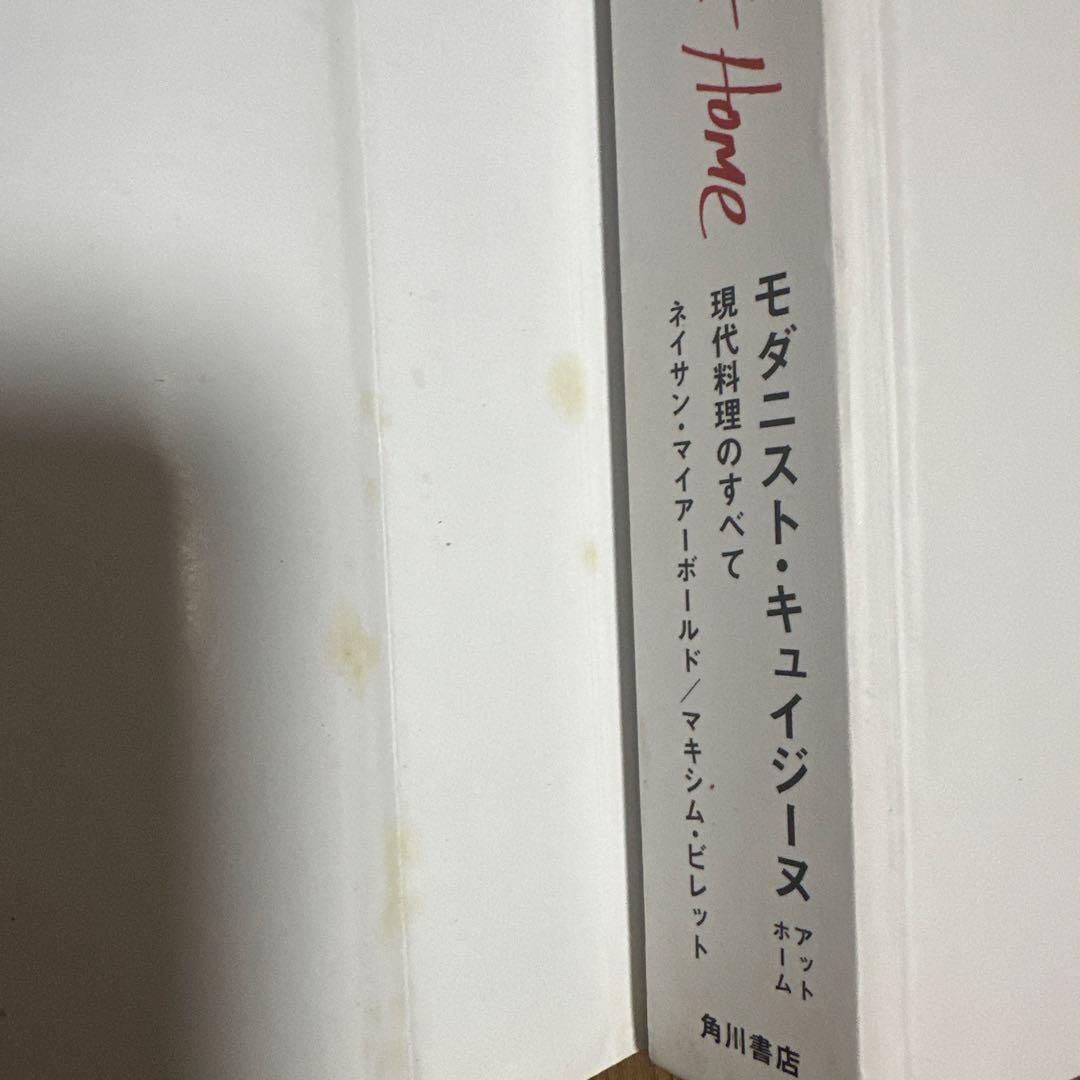 Home
モダニスト・キュイジーヌ
アット
ホーム
現代料理のすべて
ネイサン・マイアーボールド/マキシム・ビレット
角川書店